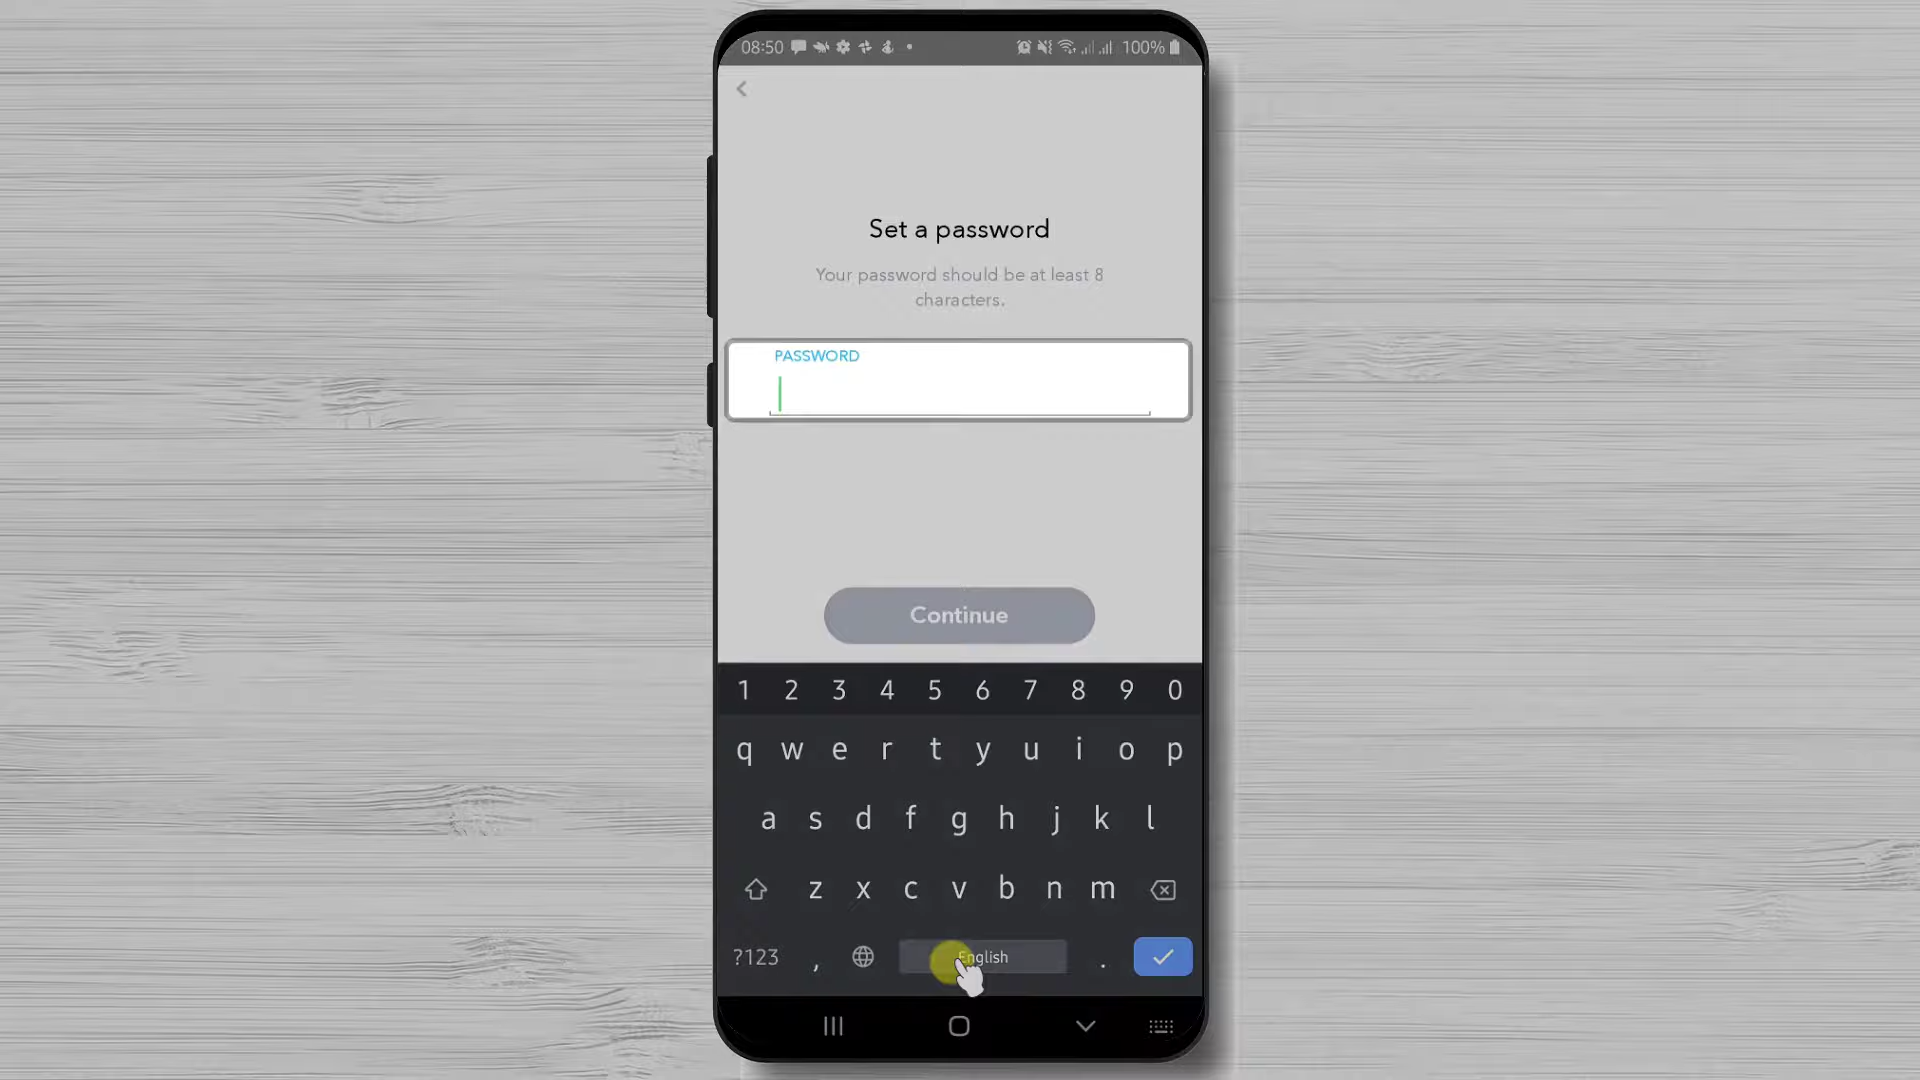 08:50 100%
Set a password
Your password should be at least 8
characters.
PASSWORD
Continue
1 2 3 4 5 6 7 8 9 0
q w e r t y u i o p
a s d f g h j k l
z x c v b n m
?123 , English .